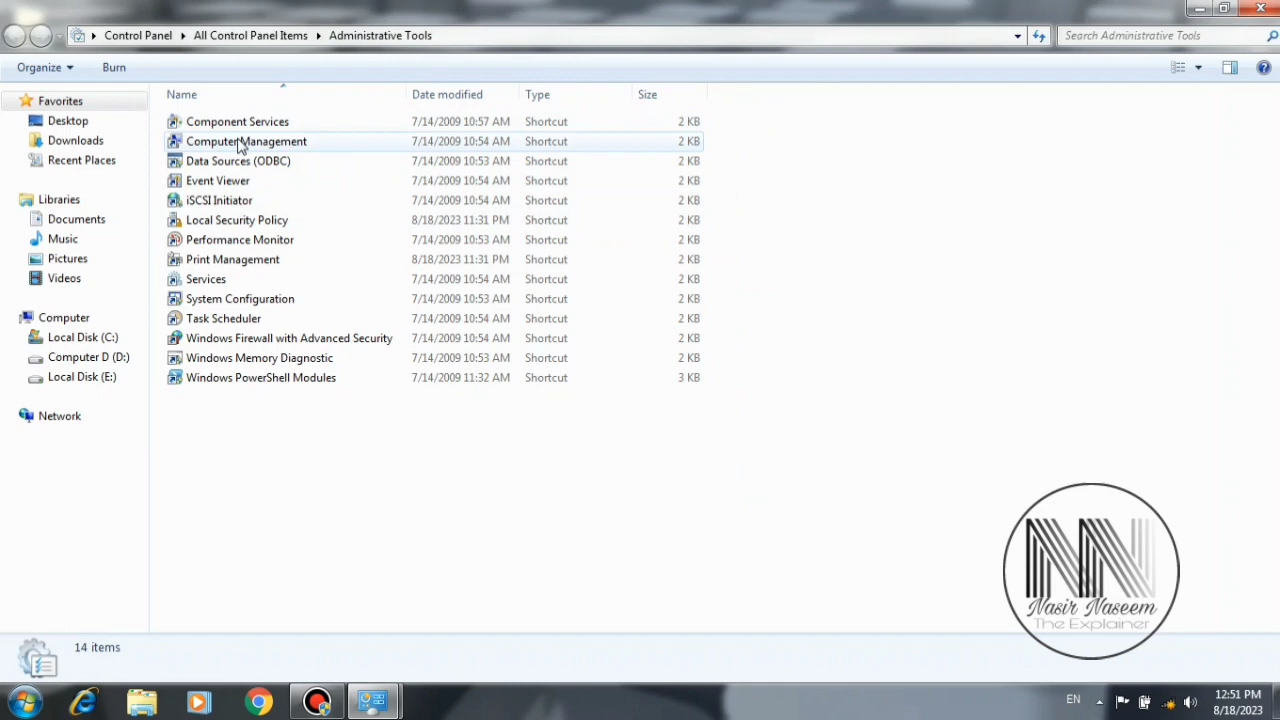 Control Panel All Control Panel Items Administrative Tools Search Administrative Tools
Organize Burn
Name Date modified Type Size
Favorites
Desktop
Downloads
Recent Places
Libraries
Documents
Music
Pictures
Videos
Computer
Local Disk (C:)
Computer D (D:)
Local Disk (E:)
Network
Component Services 7/14/2009 10:57 AM Shortcut 2 KB
Computer Management 7/14/2009 10:54 AM Shortcut 2 KB
Data Sources (ODBC) 7/14/2009 10:53 AM Shortcut 2 KB
Event Viewer 7/14/2009 10:54 AM Shortcut 2 KB
iSCSI Initiator 7/14/2009 10:54 AM Shortcut 2 KB
Local Security Policy 8/18/2023 11:31 PM Shortcut 2 KB
Performance Monitor 7/14/2009 10:53 AM Shortcut 2 KB
Print Management 8/18/2023 11:31 PM Shortcut 2 KB
Services 7/14/2009 10:54 AM Shortcut 2 KB
System Configuration 7/14/2009 10:53 AM Shortcut 2 KB
Task Scheduler 7/14/2009 10:54 AM Shortcut 2 KB
Windows Firewall with Advanced Security 7/14/2009 10:54 AM Shortcut 2 KB
Windows Memory Diagnostic 7/14/2009 10:53 AM Shortcut 2 KB
Windows PowerShell Modules 7/14/2009 11:32 AM Shortcut 3 KB
NN
Nasir Naseem
The Explainer
14 items
EN 12:51 PM
8/18/2023